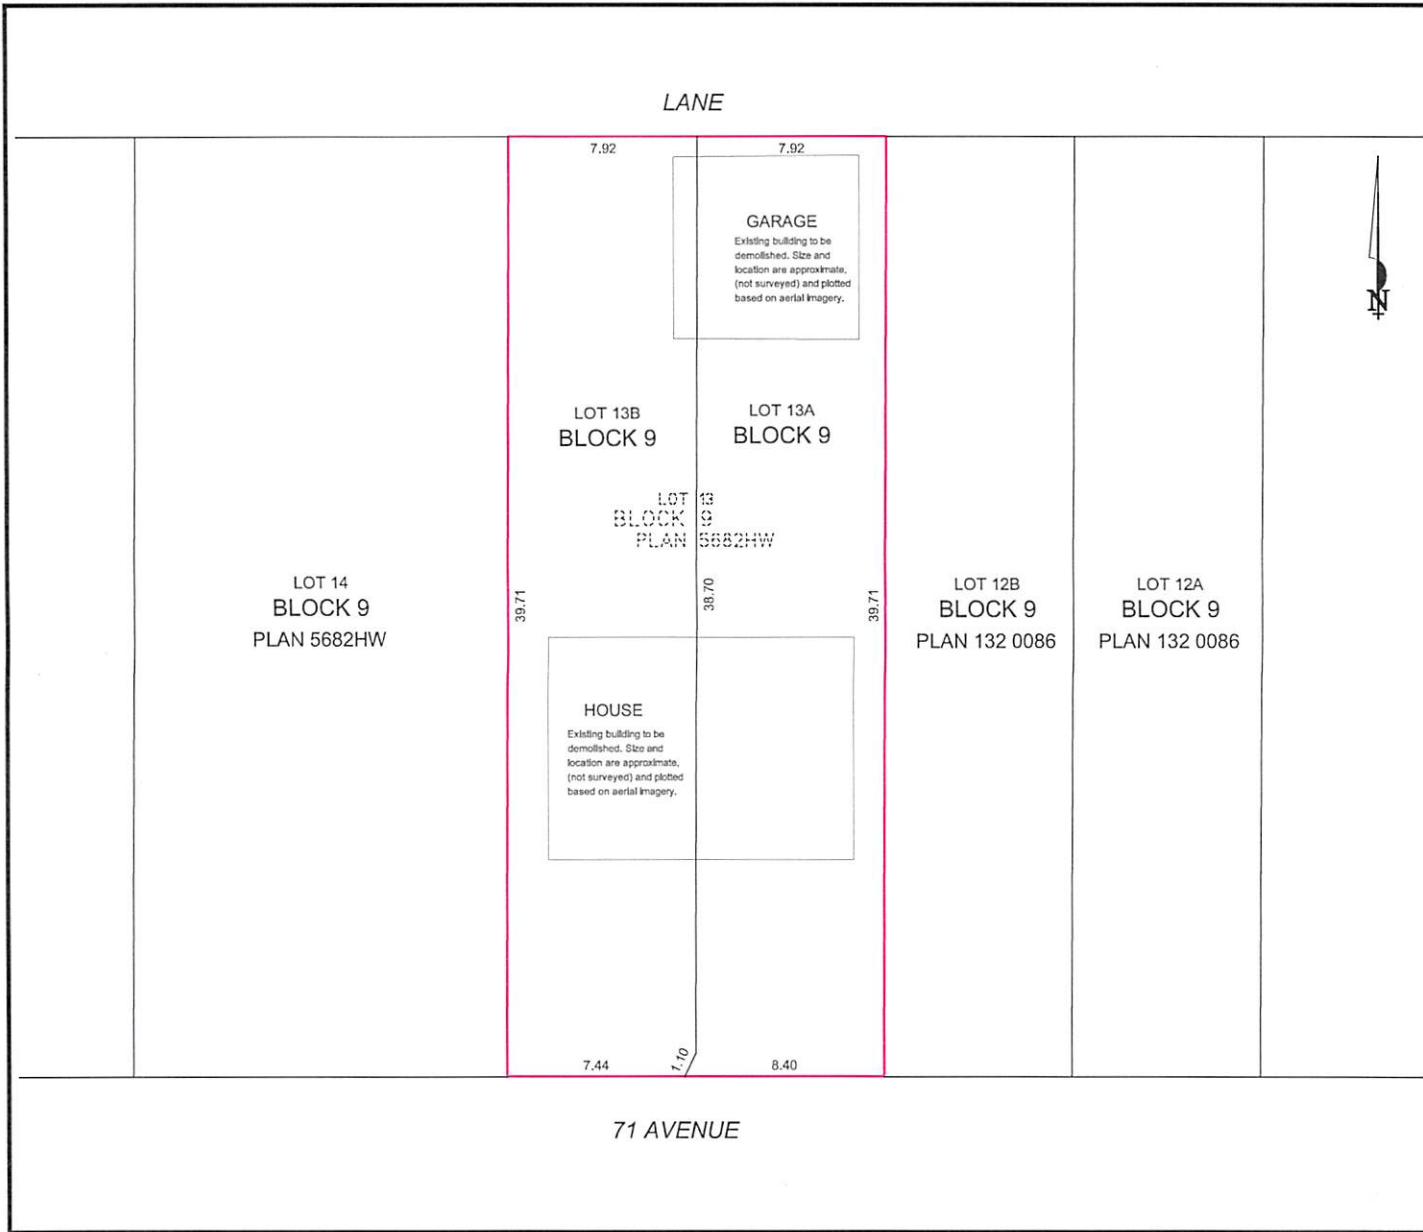 LANE
7.92
7.92
GARAGE
Existing building to be
demolished. Size and
location are approximate,
(not surveyed) and plotted
based on aerial imagery.
N
LOT 13B
BLOCK 9
LOT 13A
BLOCK 9
LOT 13
BLOCK 9
PLAN 5682HW
LOT 14
BLOCK 9
PLAN 5682HW
39.71
38.70
39.71
LOT 12B
BLOCK 9
PLAN 132 0086
LOT 12A
BLOCK 9
PLAN 132 0086
HOUSE
Existing building to be
demolished. Size and
location are approximate,
(not surveyed) and plotted
based on aerial imagery.
7.44
1.10
8.40
71 AVENUE